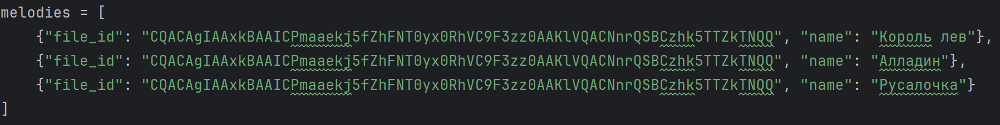 melodies = [
    {"file_id": "CQACAgIAAxkBAAICPmaaekj5fZhFNT0yx0RhVC9F3zz0AAKlVQACNnrQSBCzhk5TTZkTNQQ", "name": "Король лев"},
    {"file_id": "CQACAgIAAxkBAAICPmaaekj5fZhFNT0yx0RhVC9F3zz0AAKlVQACNnrQSBCzhk5TTZkTNQQ", "name": "Алладин"},
    {"file_id": "CQACAgIAAxkBAAICPmaaekj5fZhFNT0yx0RhVC9F3zz0AAKlVQACNnrQSBCzhk5TTZkTNQQ", "name": "Русалочка"}
]